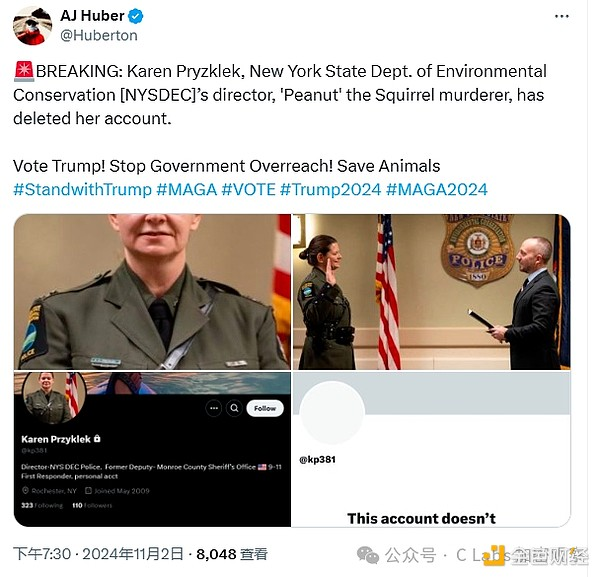 AJ Huber
@Huberton
🚨BREAKING: Karen Pryzklek, New York State Dept. of Environmental
Conservation [NYSDEC]’s director, 'Peanut' the Squirrel murderer, has
deleted her account.
Vote Trump! Stop Government Overreach! Save Animals
#StandwithTrump #MAGA #VOTE #Trump2024 #MAGA2024
POLICE
1880
Karen Przyklek
@kp381
Follow
Director-NYS DEC Police, Former Deputy- Monroe County Sheriff's Office 🇺🇸 9-11
First Responder, personal acct
Rochester, NY Joined May 2009
323 Following 110 Followers
@kp381
This account doesn’t
下午7:30 · 2024年11月2日 · 8,048 查看
公众号 · C Labs
金色财经